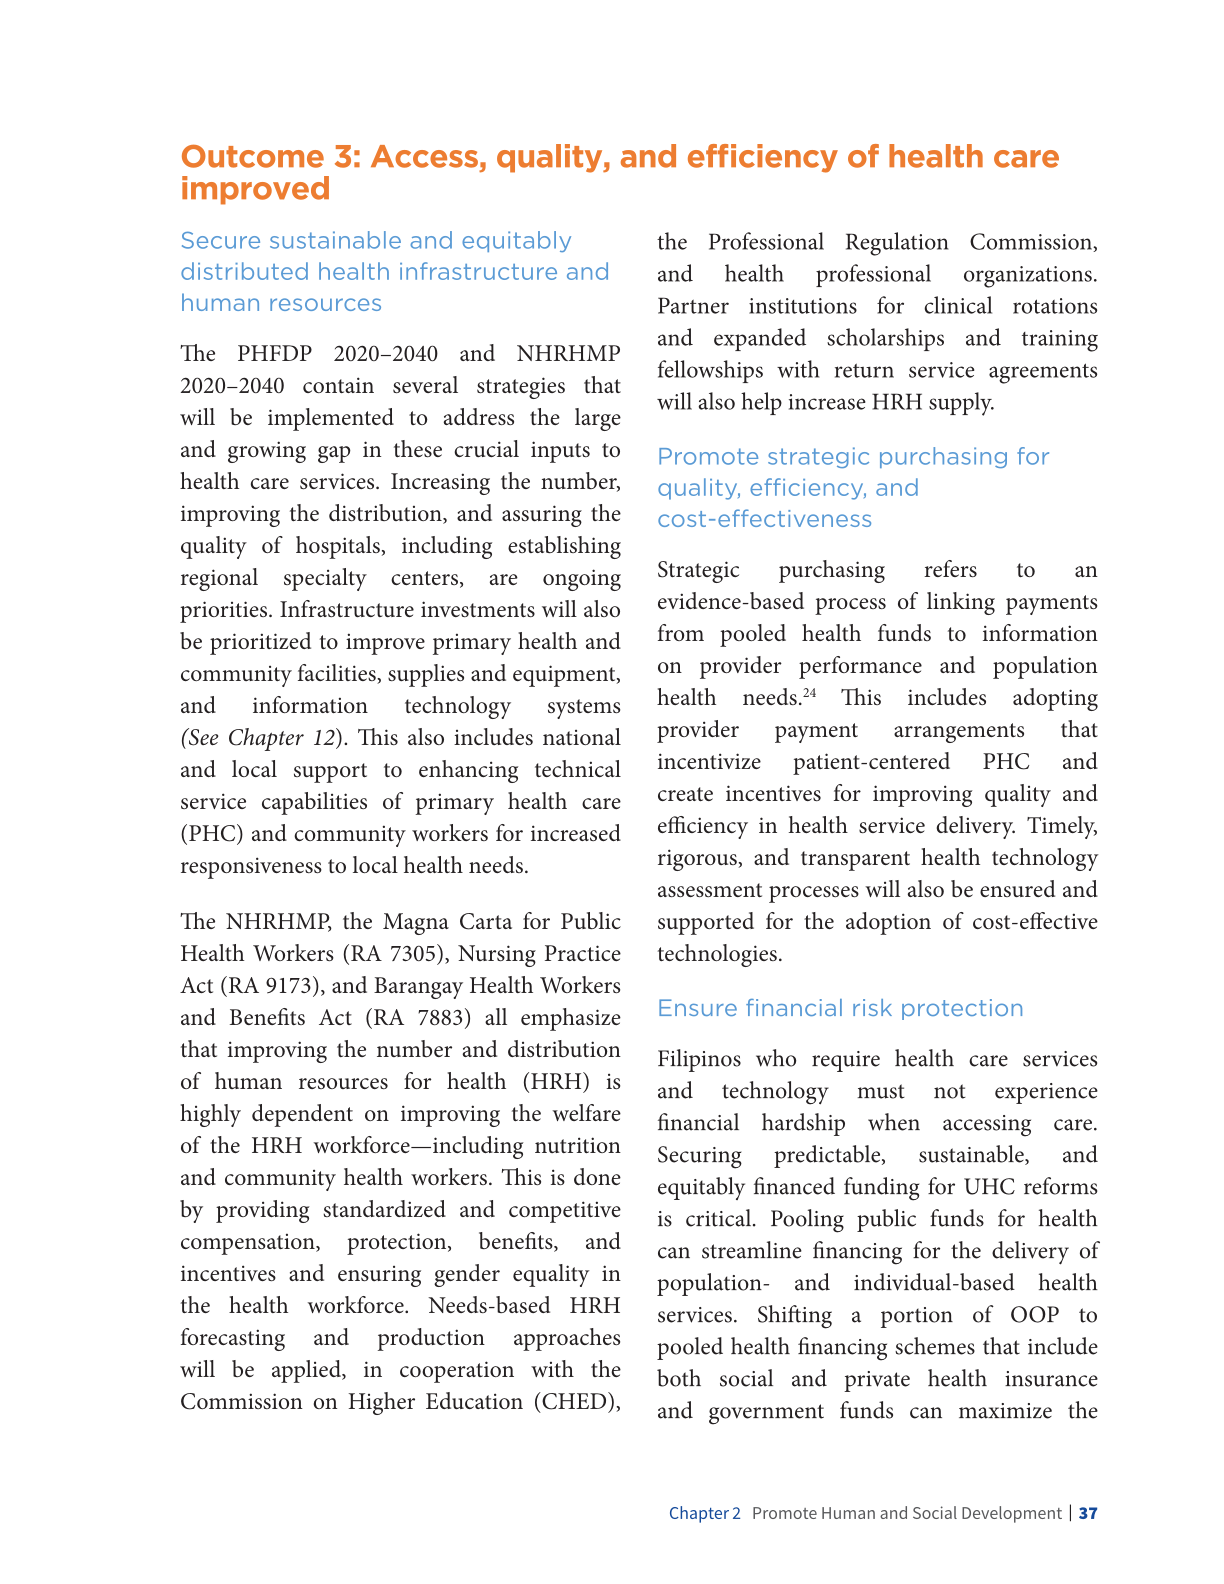 Outcome 3: Access, quality, and efficiency of health care
improved
Secure sustainable and equitably
distributed health infrastructure and
human resources
The PHFDP 2020–2040 and NHRHMP
2020–2040 contain several strategies that
will be implemented to address the large
and growing gap in these crucial inputs to
health care services. Increasing the number,
improving the distribution, and assuring the
quality of hospitals, including establishing
regional specialty centers, are ongoing
priorities. Infrastructure investments will also
be prioritized to improve primary health and
community facilities, supplies and equipment,
and information technology systems
(See Chapter 12). This also includes national
and local support to enhancing technical
service capabilities of primary health care
(PHC) and community workers for increased
responsiveness to local health needs.
The NHRHMP, the Magna Carta for Public
Health Workers (RA 7305), Nursing Practice
Act (RA 9173), and Barangay Health Workers
and Benefits Act (RA 7883) all emphasize
that improving the number and distribution
of human resources for health (HRH) is
highly dependent on improving the welfare
of the HRH workforce—including nutrition
and community health workers. This is done
by providing standardized and competitive
compensation, protection, benefits, and
incentives and ensuring gender equality in
the health workforce. Needs-based HRH
forecasting and production approaches
will be applied, in cooperation with the
Commission on Higher Education (CHED),
the Professional Regulation Commission,
and health professional organizations.
Partner institutions for clinical rotations
and expanded scholarships and training
fellowships with return service agreements
will also help increase HRH supply.
Promote strategic purchasing for
quality, efficiency, and
cost-effectiveness
Strategic purchasing refers to an
evidence-based process of linking payments
from pooled health funds to information
on provider performance and population
health needs.24 This includes adopting
provider payment arrangements that
incentivize patient-centered PHC and
create incentives for improving quality and
efficiency in health service delivery. Timely,
rigorous, and transparent health technology
assessment processes will also be ensured and
supported for the adoption of cost-effective
technologies.
Ensure financial risk protection
Filipinos who require health care services
and technology must not experience
financial hardship when accessing care.
Securing predictable, sustainable, and
equitably financed funding for UHC reforms
is critical. Pooling public funds for health
can streamline financing for the delivery of
population- and individual-based health
services. Shifting a portion of OOP to
pooled health financing schemes that include
both social and private health insurance
and government funds can maximize the
Chapter 2 Promote Human and Social Development | 37